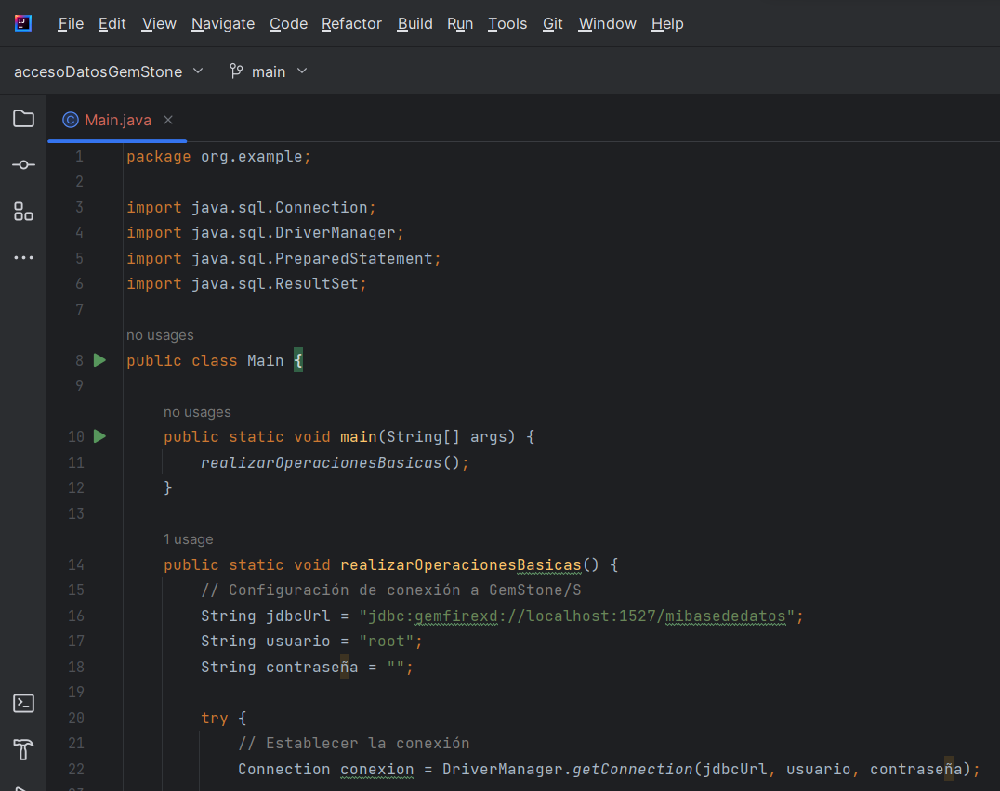 File Edit View Navigate Code Refactor Build Run Tools Git Window Help
accesoDatosGemStone main
Main.java
1 package org.example;
2
3 import java.sql.Connection;
4 import java.sql.DriverManager;
5 import java.sql.PreparedStatement;
6 import java.sql.ResultSet;
7
no usages
8 public class Main {
9
no usages
10 public static void main(String[] args) {
11 realizarOperacionesBasicas();
12 }
13
1 usage
14 public static void realizarOperacionesBasicas() {
15 // Configuración de conexión a GemStone/S
16 String jdbcUrl = "jdbc:gemfirexd://localhost:1527/mibasededatos";
17 String usuario = "root";
18 String contraseña = "";
19
20 try {
21 // Establecer la conexión
22 Connection conexion = DriverManager.getConnection(jdbcUrl, usuario, contraseña);